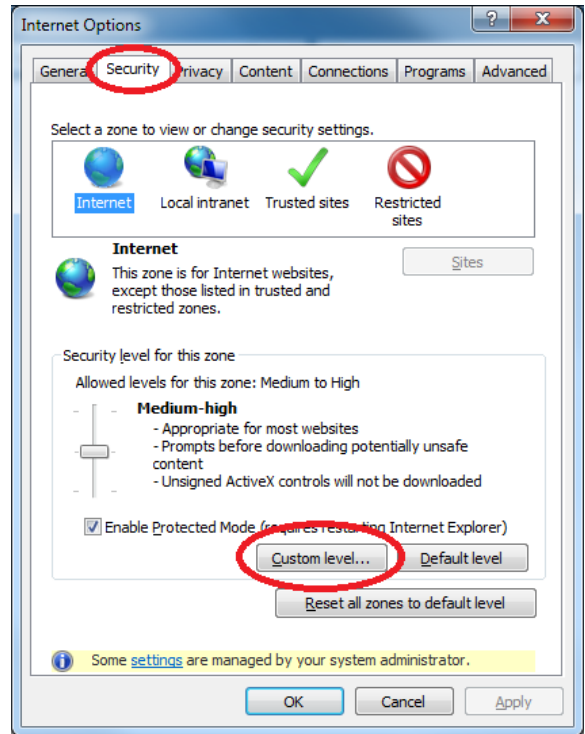 Internet Options
General Security Privacy Content Connections Programs Advanced
Select a zone to view or change security settings.
Internet Local intranet Trusted sites Restricted
sites
Internet
This zone is for Internet websites,
except those listed in trusted and
restricted zones.
Sites
Security level for this zone
Allowed levels for this zone: Medium to High
Medium-high
- Appropriate for most websites
- Prompts before downloading potentially unsafe
content
- Unsigned ActiveX controls will not be downloaded
Enable Protected Mode (requires restarting Internet Explorer)
Custom level... Default level
Reset all zones to default level
Some settings are managed by your system administrator.
OK Cancel Apply